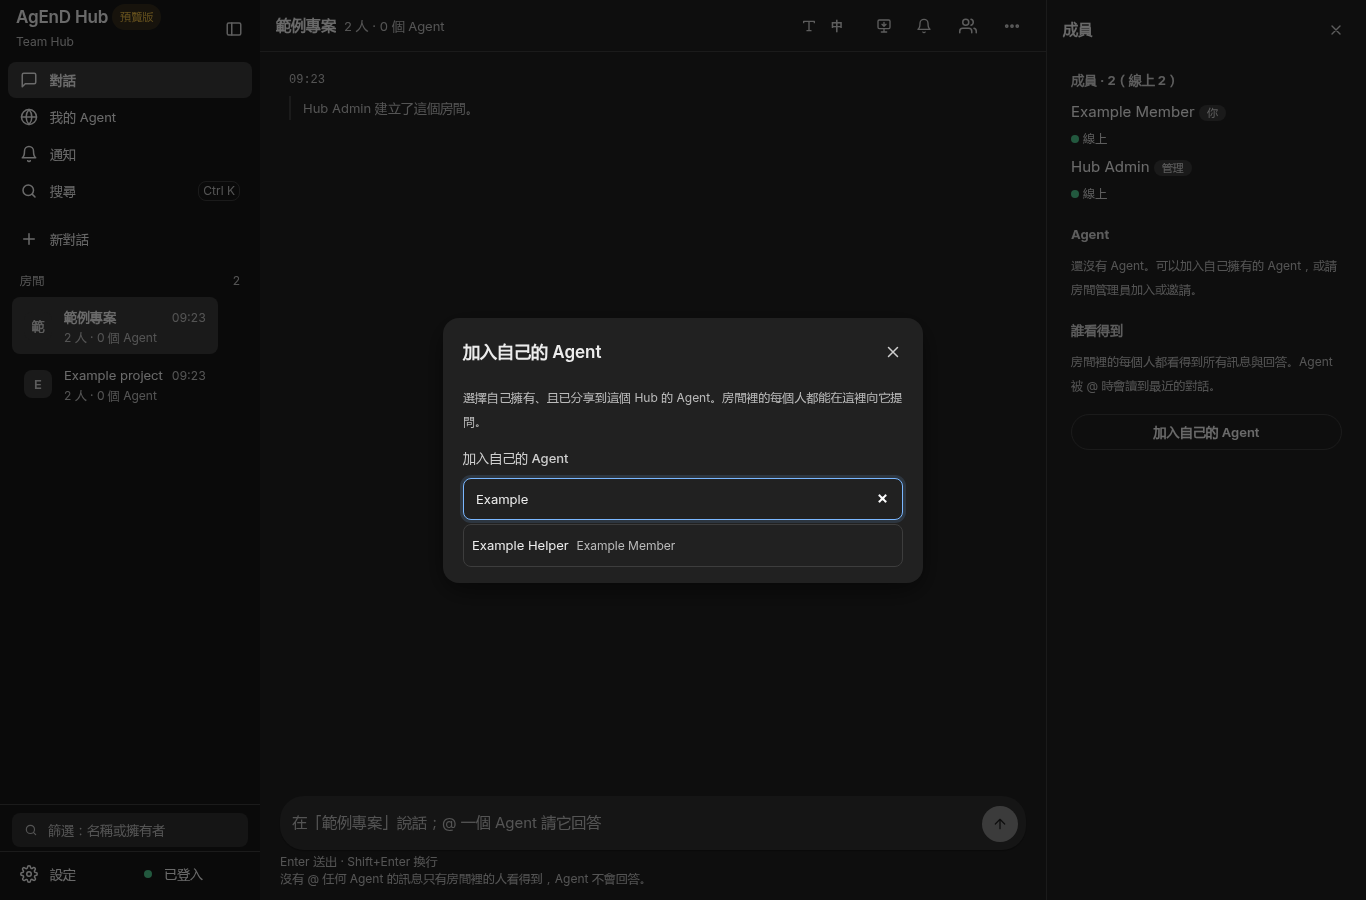 AgEnD Hub 預覽版
Team Hub
對話
我的 Agent
通知
搜尋 Ctrl K
新對話
房間 2
範 範例專案 09:23
2 人 · 0 個 Agent
E Example project 09:23
2 人 · 0 個 Agent
篩選：名稱或擁有者
設定 已登入
範例專案 2 人 · 0 個 Agent T 中
09:23
Hub Admin 建立了這個房間。
加入自己的 Agent
選擇自己擁有、且已分享到這個 Hub 的 Agent。房間裡的每個人都能在這裡向它提
問。
加入自己的 Agent
Example
Example Helper Example Member
在「範例專案」說話；@ 一個 Agent 請它回答
Enter 送出 · Shift+Enter 換行
沒有 @ 任何 Agent 的訊息只有房間裡的人看得到，Agent 不會回答。
成員
成員 · 2（線上 2）
Example Member 你
線上
Hub Admin 管理
線上
Agent
還沒有 Agent。可以加入自己擁有的 Agent，或請
房間管理員加入或邀請。
誰看得到
房間裡的每個人都看得到所有訊息與回答。Agent
被 @ 時會讀到最近的對話。
加入自己的 Agent